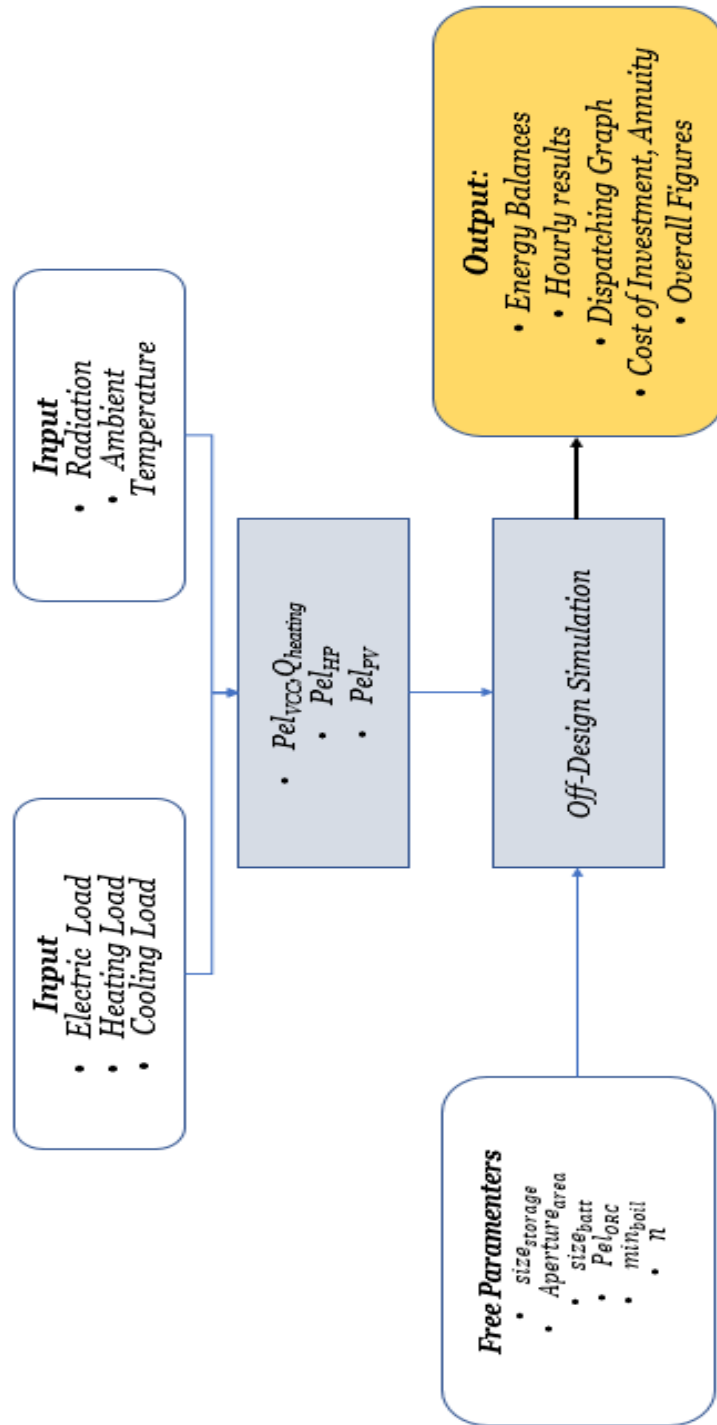 Input
• Electric Load
• Heating Load
• Cooling Load
Input
• Radiation
• Ambient
Temperature
• Pel_VCC, Q_heating
• Pel_HP
• Pel_PV
Free Paramenters
• size_storage
• Aperture_area
• size_batt
• Pel_ORC
• min_boil
• n
Off-Design Simulation
Output:
• Energy Balances
• Hourly results
• Dispatching Graph
• Cost of Investment, Annuity
• Overall Figures